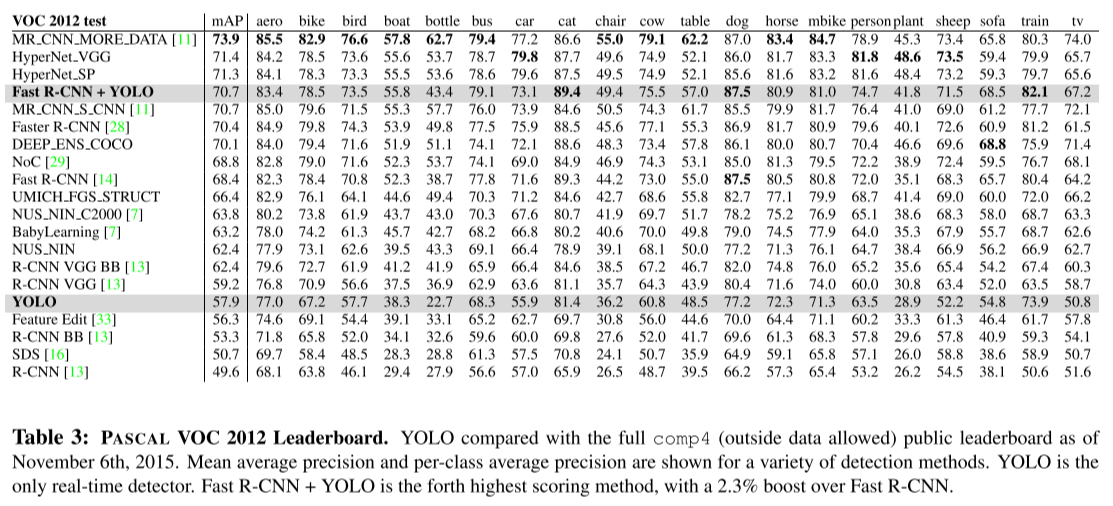 VOC 2012 test mAP aero bike bird boat bottle bus car cat chair cow table dog horse mbike person plant sheep sofa train tv
MR_CNN_MORE_DATA [11] 73.9 85.5 82.9 76.6 57.8 62.7 79.4 77.2 86.6 55.0 79.1 62.2 87.0 83.4 84.7 78.9 45.3 73.4 65.8 80.3 74.0
HyperNet_VGG 71.4 84.2 78.5 73.6 55.6 53.7 78.7 79.8 87.7 49.6 74.9 52.1 86.0 81.7 83.3 81.8 48.6 73.5 59.4 79.9 65.7
HyperNet_SP 71.3 84.1 78.3 73.3 55.5 53.6 78.6 79.6 87.5 49.5 74.9 52.1 85.6 81.6 83.2 81.6 48.4 73.2 59.3 79.7 65.6
Fast R-CNN + YOLO 70.7 83.4 78.5 73.5 55.8 43.4 79.1 73.1 89.4 49.4 75.5 57.0 87.5 80.9 81.0 74.7 41.8 71.5 68.5 82.1 67.2
MR_CNN_S_CNN [11] 70.7 85.0 79.6 71.5 55.3 57.7 76.0 73.9 84.6 50.5 74.3 61.7 85.5 79.9 81.7 76.4 41.0 69.0 61.2 77.7 72.1
Faster R-CNN [28] 70.4 84.9 79.8 74.3 53.9 49.8 77.5 75.9 88.5 45.6 77.1 55.3 86.9 81.7 80.9 79.6 40.1 72.6 60.9 81.2 61.5
DEEP_ENS_COCO 70.1 84.0 79.4 71.6 51.9 51.1 74.1 72.1 88.6 48.3 73.4 57.8 86.1 80.0 80.7 70.4 46.6 69.6 68.8 75.9 71.4
NoC [29] 68.8 82.8 79.0 71.6 52.3 53.7 74.1 69.0 84.9 46.9 74.3 53.1 85.0 81.3 79.5 72.2 38.9 72.4 59.5 76.7 68.1
Fast R-CNN [14] 68.4 82.3 78.4 70.8 52.3 38.7 77.8 71.6 89.3 44.2 73.0 55.0 87.5 80.5 80.8 72.0 35.1 68.3 65.7 80.4 64.2
UMICH_FGS_STRUCT 66.4 82.9 76.1 64.1 44.6 49.4 70.3 71.2 84.6 42.7 68.6 55.8 82.7 77.1 79.9 68.7 41.4 69.0 60.0 72.0 66.2
NUS_NIN_C2000 [7] 63.8 80.2 73.8 61.9 43.7 43.0 70.3 67.6 80.7 41.9 69.7 51.7 78.2 75.2 76.9 65.1 38.6 68.3 58.0 68.7 63.3
BabyLearning [7] 63.2 78.0 74.2 61.3 45.7 42.7 68.2 66.8 80.2 40.6 70.0 49.8 79.0 74.5 77.9 64.0 35.3 67.9 55.7 68.7 62.6
NUS_NIN 62.4 77.9 73.1 62.6 39.5 43.3 69.1 66.4 78.9 39.1 68.1 50.0 77.2 71.3 76.1 64.7 38.4 66.9 56.2 66.9 62.7
R-CNN VGG BB [13] 62.4 79.6 72.7 61.9 41.2 41.9 65.9 66.4 84.6 38.5 67.2 46.7 82.0 74.8 76.0 65.2 35.6 65.4 54.2 67.4 60.3
R-CNN VGG [13] 59.2 76.8 70.9 56.6 37.5 36.9 62.9 63.6 81.1 35.7 64.3 43.9 80.4 71.6 74.0 60.0 30.8 63.4 52.0 63.5 58.7
YOLO 57.9 77.0 67.2 57.7 38.3 22.7 68.3 55.9 81.4 36.2 60.8 48.5 77.2 72.3 71.3 63.5 28.9 52.2 54.8 73.9 50.8
Feature Edit [33] 56.3 74.6 69.1 54.4 39.1 33.1 65.2 62.7 69.7 30.8 56.0 44.6 70.0 64.4 71.1 60.2 33.3 61.3 46.4 61.7 57.8
R-CNN BB [13] 53.3 71.8 65.8 52.0 34.1 32.6 59.6 60.0 69.8 27.6 52.0 41.7 69.6 61.3 68.3 57.8 29.6 57.8 40.9 59.3 54.1
SDS [16] 50.7 69.7 58.4 48.5 28.3 28.8 61.3 57.5 70.8 24.1 50.7 35.9 64.9 59.1 65.8 57.1 26.0 58.8 38.6 58.9 50.7
R-CNN [13] 49.6 68.1 63.8 46.1 29.4 27.9 56.6 57.0 65.9 26.5 48.7 39.5 66.2 57.3 65.4 53.2 26.2 54.5 38.1 50.6 51.6
Table 3: PASCAL VOC 2012 Leaderboard. YOLO compared with the full comp4 (outside data allowed) public leaderboard as of
November 6th, 2015. Mean average precision and per-class average precision are shown for a variety of detection methods. YOLO is the
only real-time detector. Fast R-CNN + YOLO is the forth highest scoring method, with a 2.3% boost over Fast R-CNN.